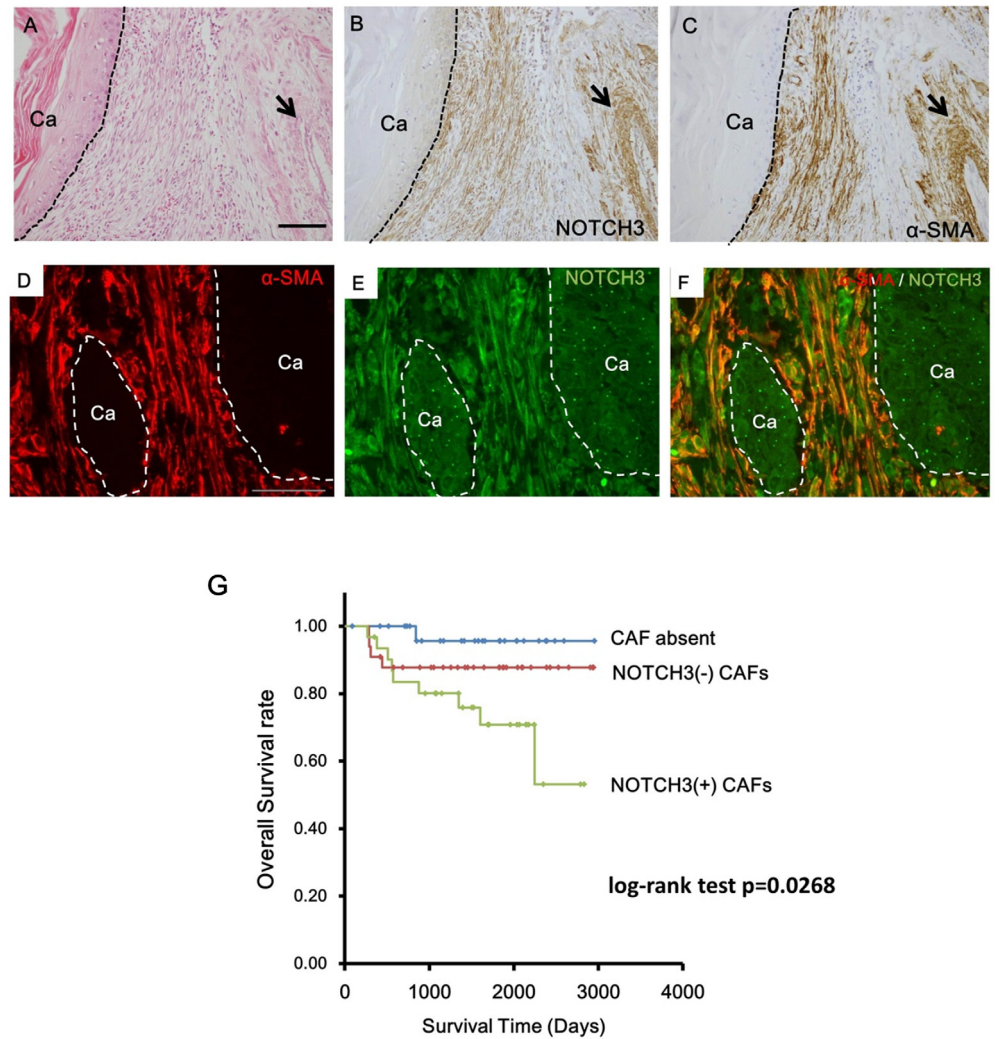 A
Ca
B
Ca
NOTCH3
C
Ca
α-SMA
D
α-SMA
Ca
Ca
E
NOTCH3
Ca
Ca
F
α-SMA / NOTCH3
Ca
Ca
G
Overall Survival rate
1.00
0.80
0.60
0.40
0.20
0.00
CAF absent
NOTCH3(-) CAFs
NOTCH3(+) CAFs
log-rank test p=0.0268
0 1000 2000 3000 4000
Survival Time (Days)